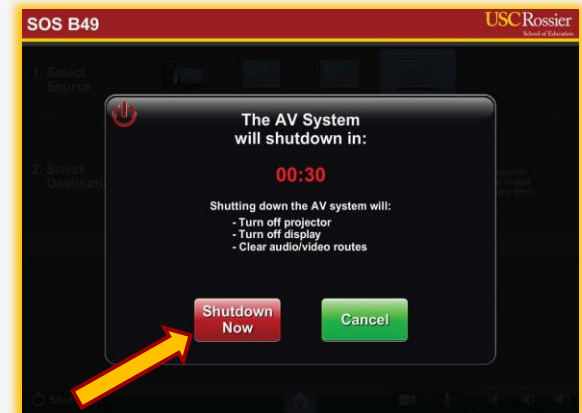 SOS B49
USC Rossier
School of Education
1. Select
Source
The AV System
will shutdown in:
00:30
2. Select
Shutting down the AV system will:
- Turn off projector
- Turn off display
- Clear audio/video routes
Shutdown
Now
Cancel